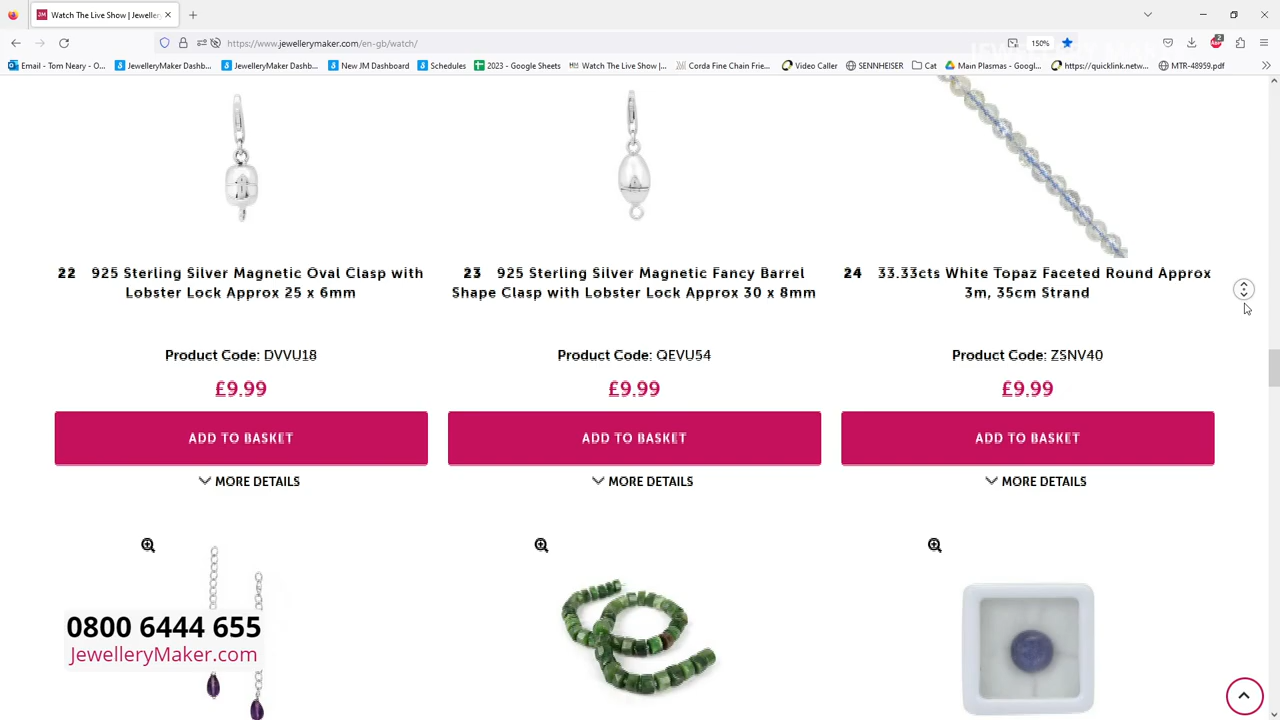 Watch The Live Show | Jeweller
https://www.jewellerymaker.com/en.gb/watch/
150%
Email - Tom Neary - O...
JewelleryMaker Dashb...
JewelleryMaker Dashb...
New JM Dashboard
Schedules
2023 - Google Sheets
Watch The Live Show |...
Corda Fine Chain Frie...
Video Caller
SENNHEISER
Cat
Main Plasmas - Googl...
https://quicklink.netw...
MTR-48959.pdf
22 925 Sterling Silver Magnetic Oval Clasp with
Lobster Lock Approx 25 x 6mm
Product Code: DVVU18
£9.99
ADD TO BASKET
MORE DETAILS
23 925 Sterling Silver Magnetic Fancy Barrel
Shape Clasp with Lobster Lock Approx 30 x 8mm
Product Code: QEVU54
£9.99
ADD TO BASKET
MORE DETAILS
24 33.33cts White Topaz Faceted Round Approx
3m, 35cm Strand
Product Code: ZSNV40
£9.99
ADD TO BASKET
MORE DETAILS
0800 6444 655
JewelleryMaker.com